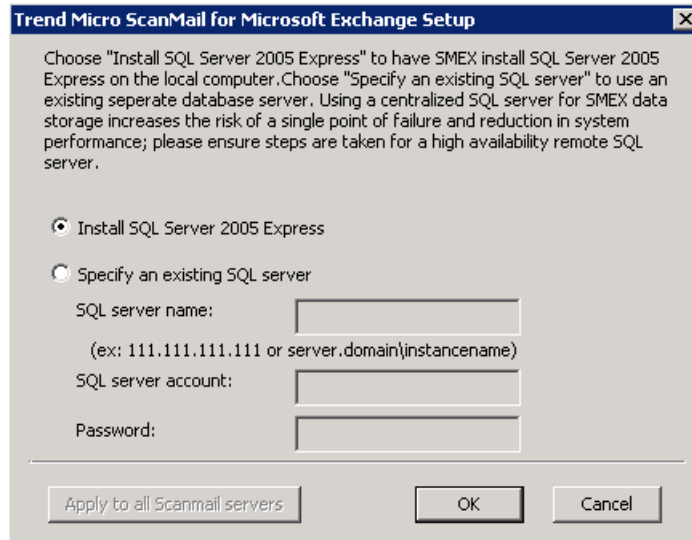 Trend Micro ScanMail for Microsoft Exchange Setup
Choose "Install SQL Server 2005 Express" to have SMEX install SQL Server 2005
Express on the local computer.Choose "Specify an existing SQL server" to use an
existing seperate database server. Using a centralized SQL server for SMEX data
storage increases the risk of a single point of failure and reduction in system
performance; please ensure steps are taken for a high availability remote SQL
server.
Install SQL Server 2005 Express
Specify an existing SQL server
SQL server name:
(ex: 111.111.111.111 or server.domain\instancename)
SQL server account:
Password:
Apply to all Scanmail servers
OK
Cancel